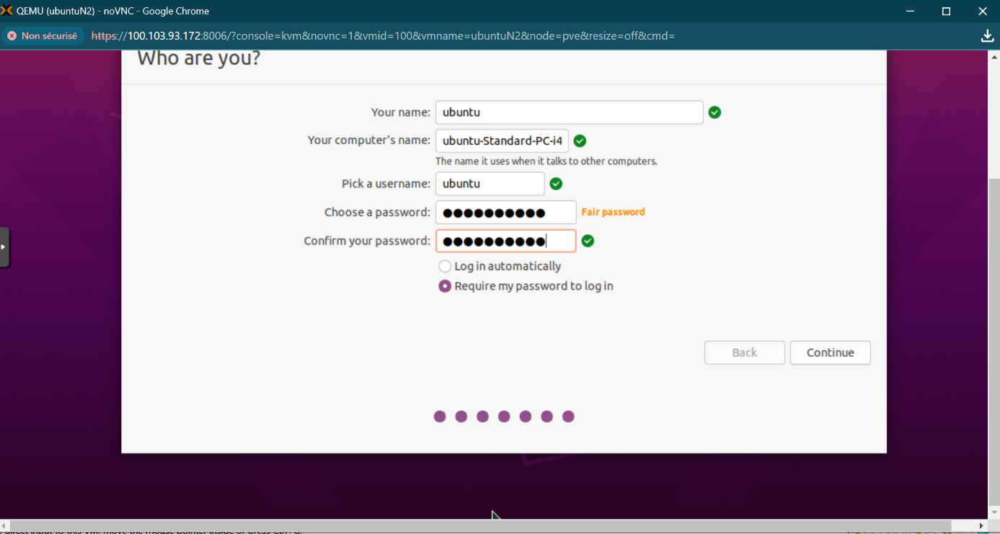 QEMU (ubuntuN2) - noVNC - Google Chrome
Non sécurisé https://100.103.93.172:8006/?console=kvm&novnc=1&vmid=100&vmname=ubuntuN2&node=pve&resize=off&cmd=
Who are you?
Your name: ubuntu
Your computer's name: ubuntu-Standard-PC-i4
The name it uses when it talks to other computers.
Pick a username: ubuntu
Choose a password: ●●●●●●●●●● Fair password
Confirm your password: ●●●●●●●●●●
Log in automatically
Require my password to log in
Back Continue
direct input to this VM, move the mouse pointer inside or press Ctrl+G.